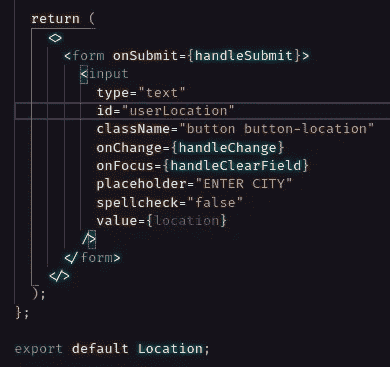 return (
<>
<form onSubmit={handleSubmit}>
<input
type="text"
id="userLocation"
className="button button-location"
onChange={handleChange}
onFocus={handleClearField}
placeholder="ENTER CITY"
spellcheck="false"
value={location}
/>
</form>
</>
);
};
export default Location;